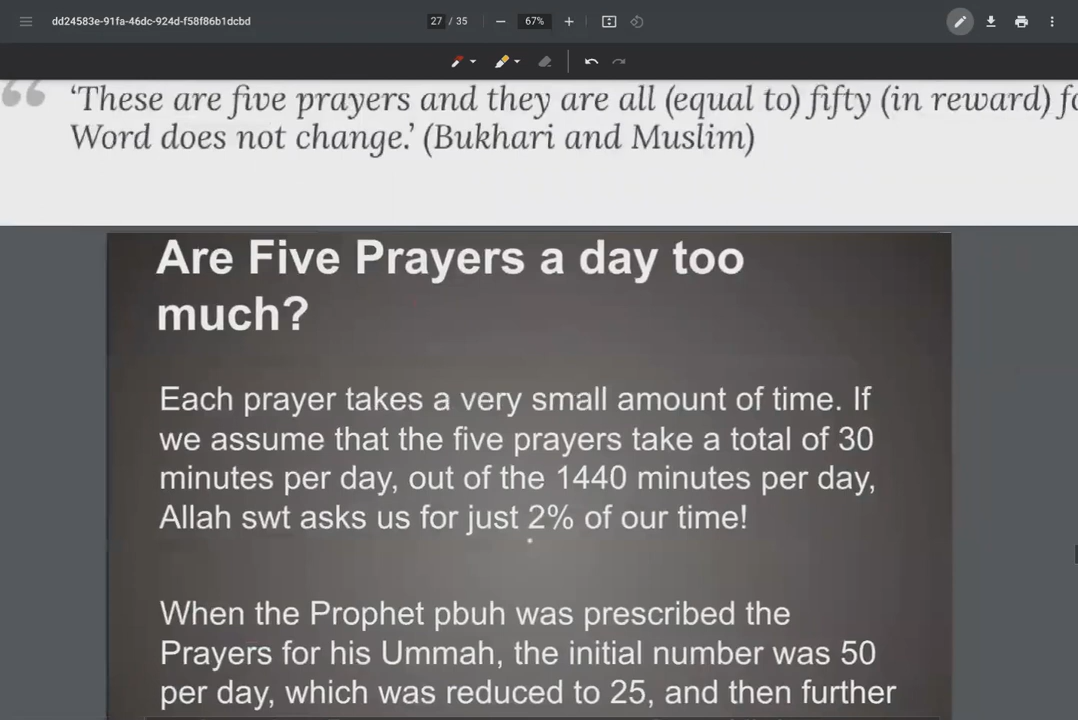 dd24583e-91fa-46dc-924d-f58f86b1dcbd
27 / 35
67%
‘These are five prayers and they are all (equal to) fifty (in reward)
Word does not change.’ (Bukhari and Muslim)
Are Five Prayers a day too
much?
Each prayer takes a very small amount of time. If
we assume that the five prayers take a total of 30
minutes per day, out of the 1440 minutes per day,
Allah swt asks us for just 2% of our time!
When the Prophet pbuh was prescribed the
Prayers for his Ummah, the initial number was 50
per day, which was reduced to 25, and then further